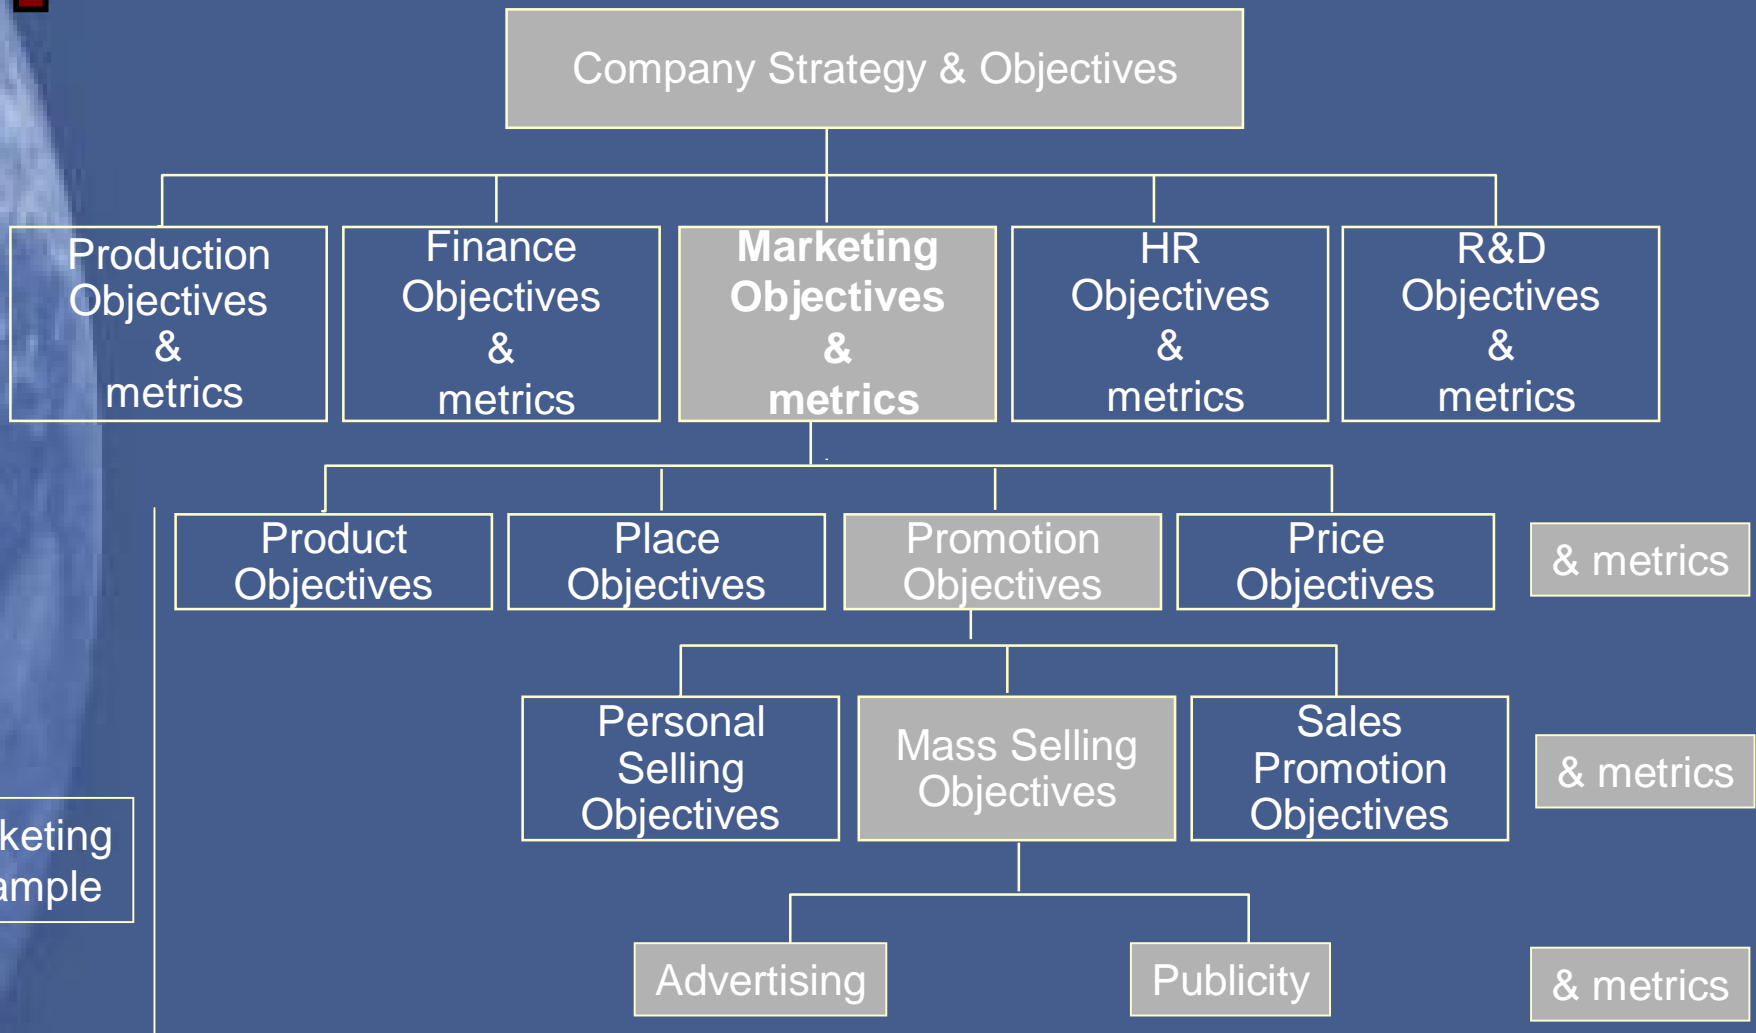 Company Strategy & Objectives
Production
Objectives
&
metrics
Finance
Objectives
&
metrics
Marketing
Objectives
&
metrics
HR
Objectives
&
metrics
R&D
Objectives
&
metrics
Product
Objectives
Place
Objectives
Promotion
Objectives
Price
Objectives
& metrics
Personal
Selling
Objectives
Mass Selling
Objectives
Sales
Promotion
Objectives
& metrics
keting
ample
Advertising
Publicity
& metrics